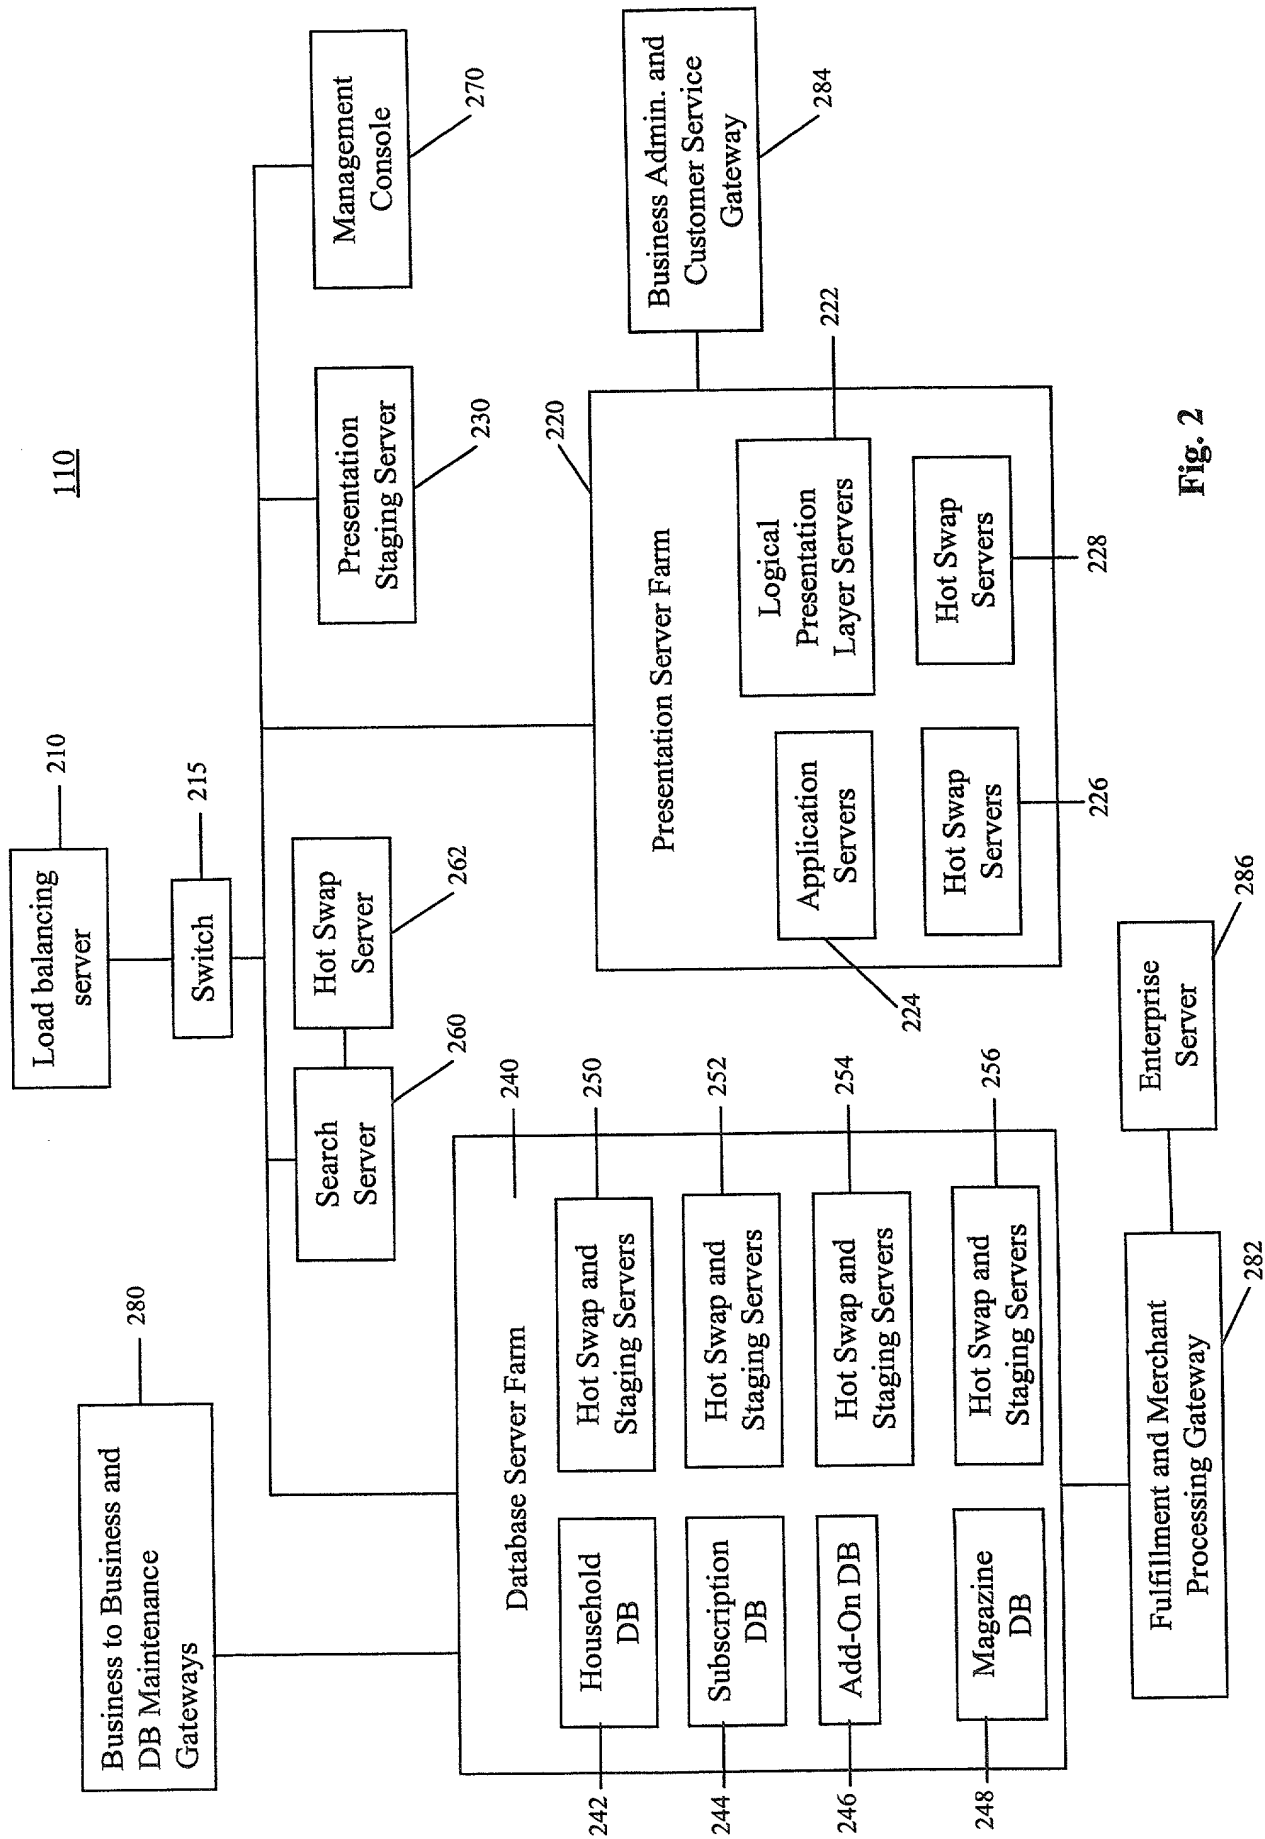 110
Load balancing
server
210
Switch
215
Business to Business and
DB Maintenance
Gateways
280
Search
Server
260
Hot Swap
Server
262
Presentation
Staging Server
230
Management
Console
270
Database Server Farm
240
Household
DB
242
Hot Swap and
Staging Servers
250
Subscription
DB
244
Hot Swap and
Staging Servers
252
Add-On DB
246
Hot Swap and
Staging Servers
254
Magazine
DB
248
Hot Swap and
Staging Servers
256
Presentation Server Farm
220
Application
Servers
224
Logical
Presentation
Layer Servers
222
Hot Swap
Servers
226
Hot Swap
Servers
228
Business Admin. and
Customer Service
Gateway
284
Fulfillment and Merchant
Processing Gateway
282
Enterprise
Server
286
Fig. 2